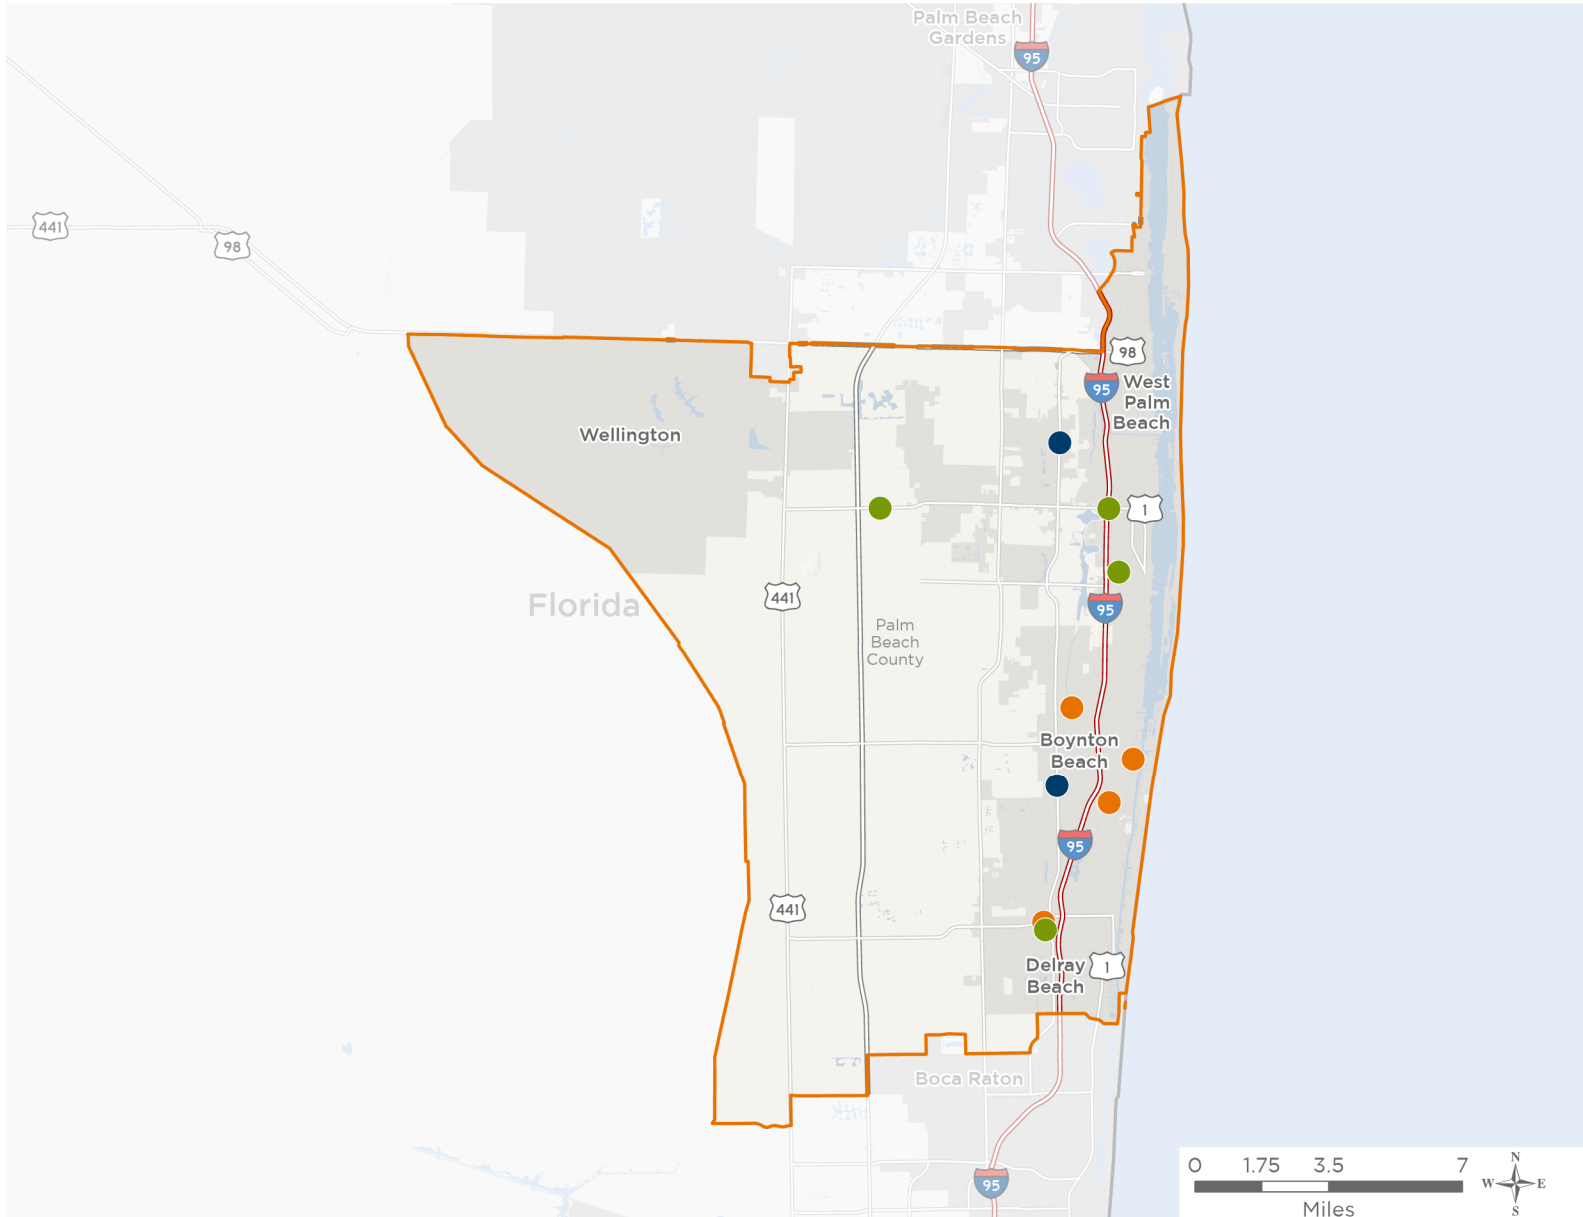 Palm Beach
Gardens
95
441
98
98
95
West
Palm
Beach
Wellington
1
441
Florida
95
Palm
Beach
County
Boynton
Beach
95
441
Delray
Beach
1
Boca Raton
95
0 1.75 3.5 7
Miles
N
W E
S